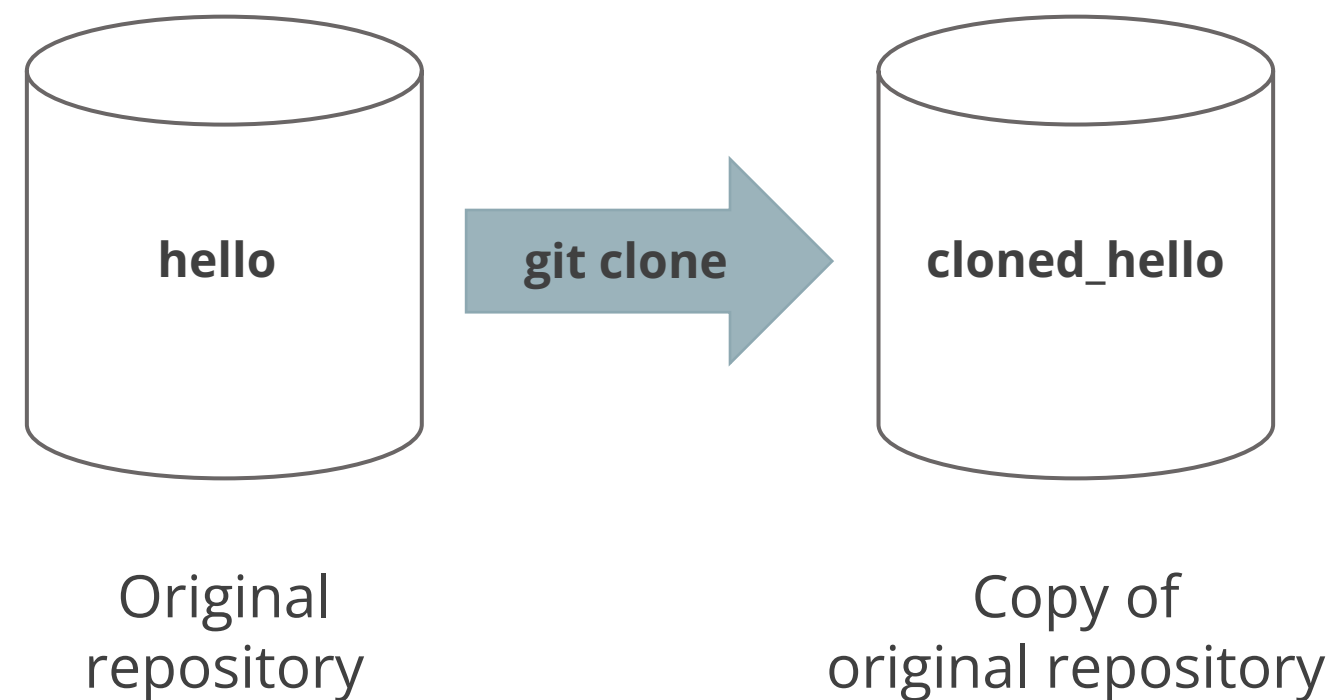 hello
git clone
cloned_hello
Original
repository
Copy of
original repository